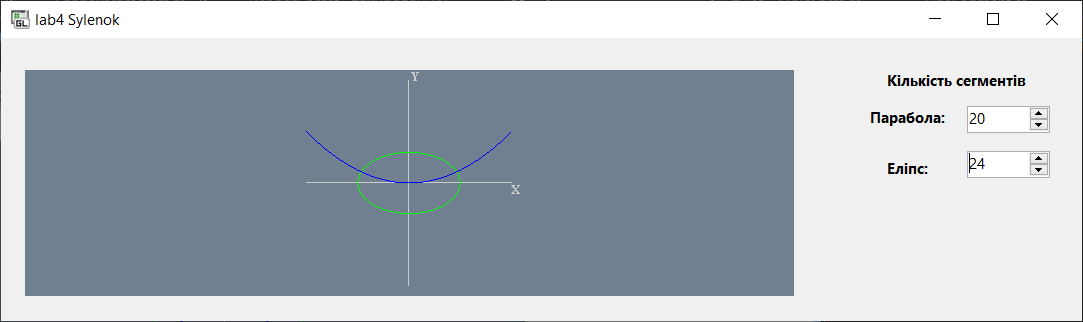 lab4 Sylenok
Y
X
Кількість сегментів
Парабола: 20
Еліпс: 24